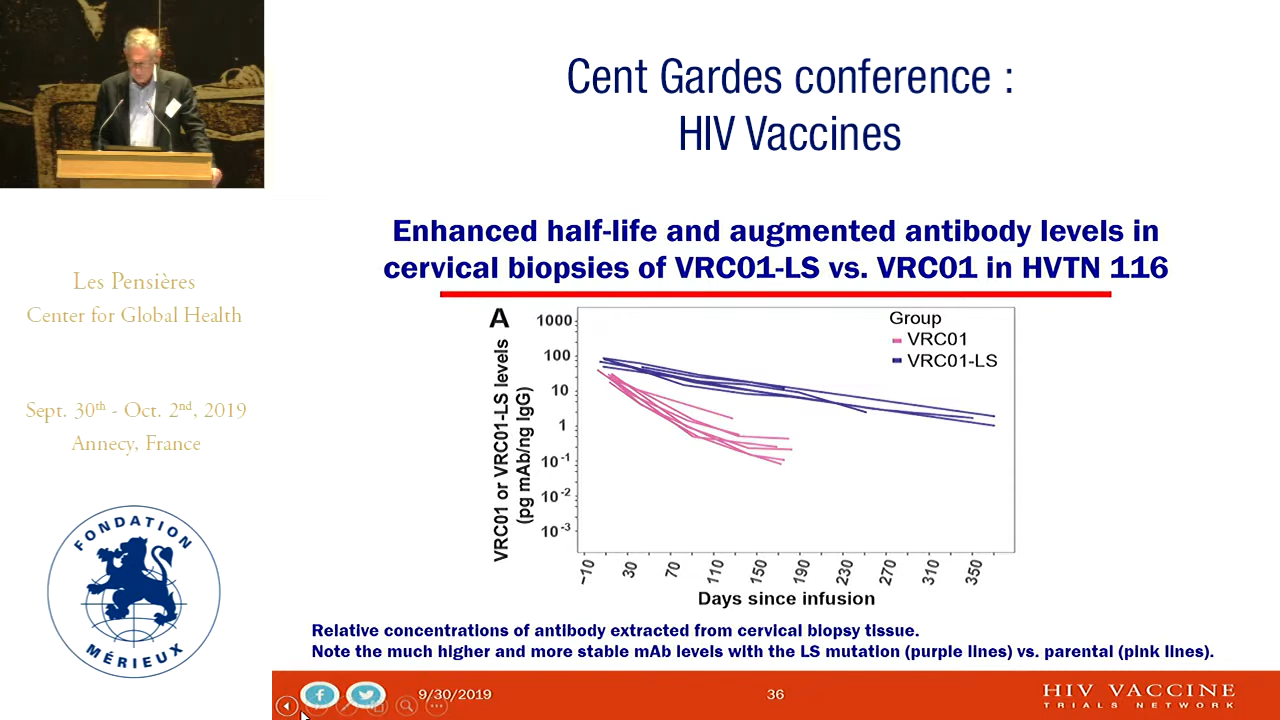 Cent Gardes conference :
HIV Vaccines
Les Pensières
Center for Global Health
Sept. 30th - Oct. 2nd, 2019
Annecy, France
FONDATION
MÉRIEUX
Enhanced half-life and augmented antibody levels in
cervical biopsies of VRC01-LS vs. VRC01 in HVTN 116
A
VRC01 or VRC01-LS levels
(pg mAb/ng IgG)
1000
100
10
1
10-1
10-2
10-3
Group
VRC01
VRC01-LS
-10 30 70 110 150 190 230 270 310 350
Days since infusion
Relative concentrations of antibody extracted from cervical biopsy tissue.
Note the much higher and more stable mAb levels with the LS mutation (purple lines) vs. parental (pink lines).
9/30/2019
36
HIV VACCINE
TRIALS NETWORK